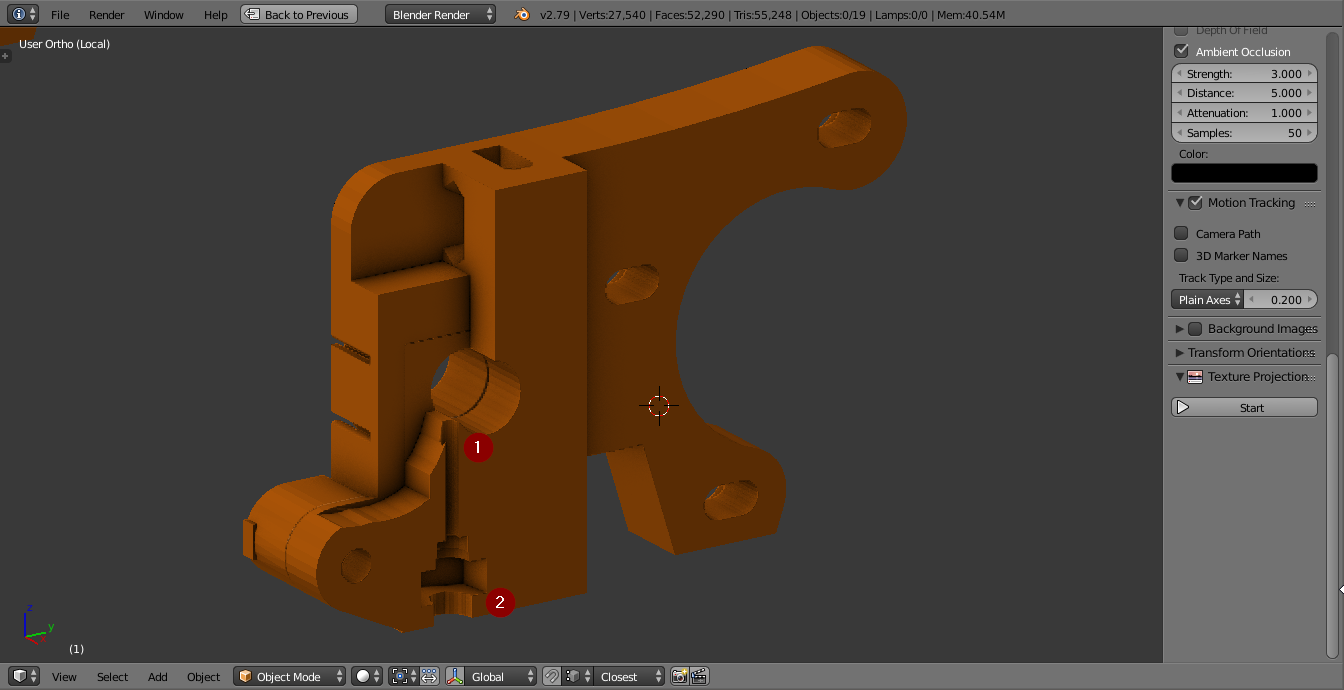 File Render Window Help Back to Previous Blender Render v2.79 | Verts:27,540 | Faces:52,290 | Tris:55,248 | Objects:0/19 | Lamps:0/0 | Mem:40.54M
User Ortho (Local)
Depth Of Field
Ambient Occlusion
Strength: 3.000
Distance: 5.000
Attenuation: 1.000
Samples: 50
Color:
Motion Tracking
Camera Path
3D Marker Names
Track Type and Size:
Plain Axes 0.200
Background Images
Transform Orientations
Texture Projection
Start
1
2
z
y
(1)
View Select Add Object Object Mode Global Closest